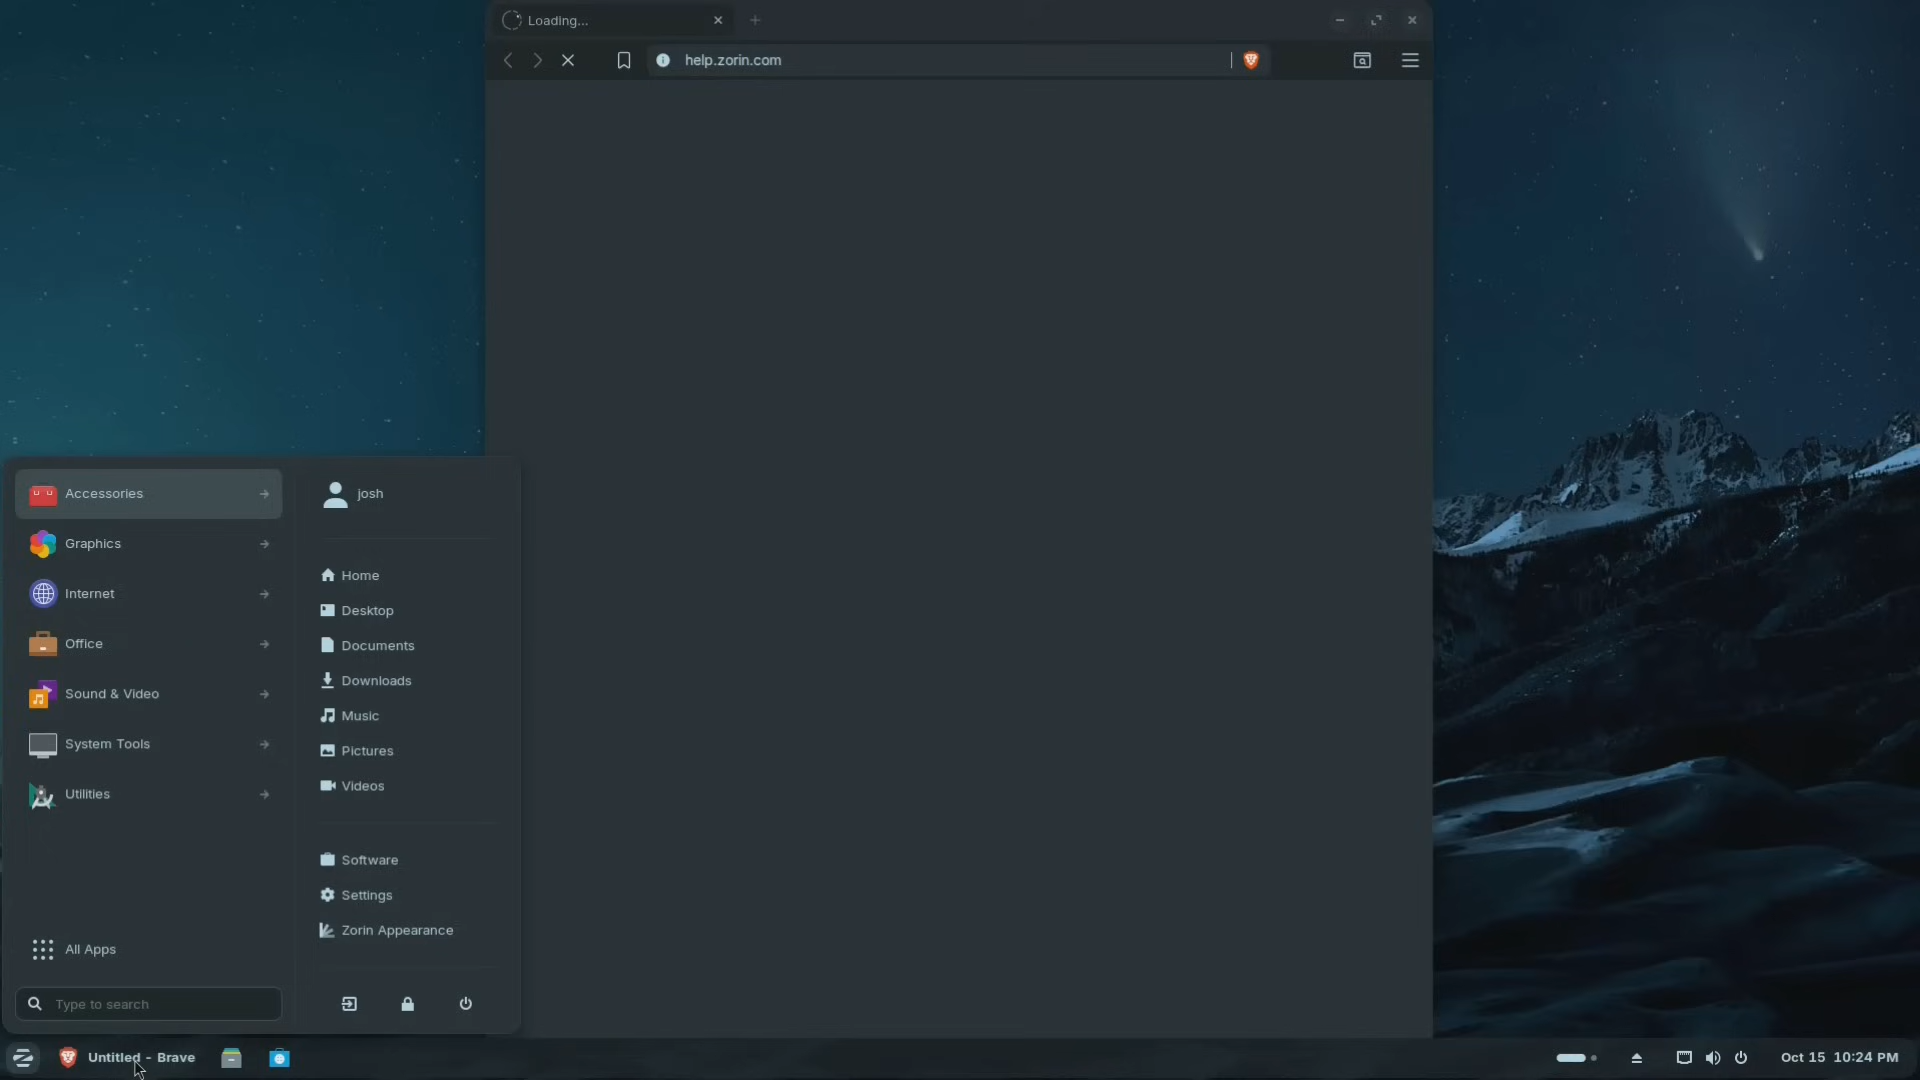 Loading...
help.zorin.com
Accessories
Graphics
Internet
Office
Sound & Video
System Tools
Utilities
All Apps
Type to search
josh
Home
Desktop
Documents
Downloads
Music
Pictures
Videos
Software
Settings
Zorin Appearance
Untitled - Brave
Oct 15 10:24 PM